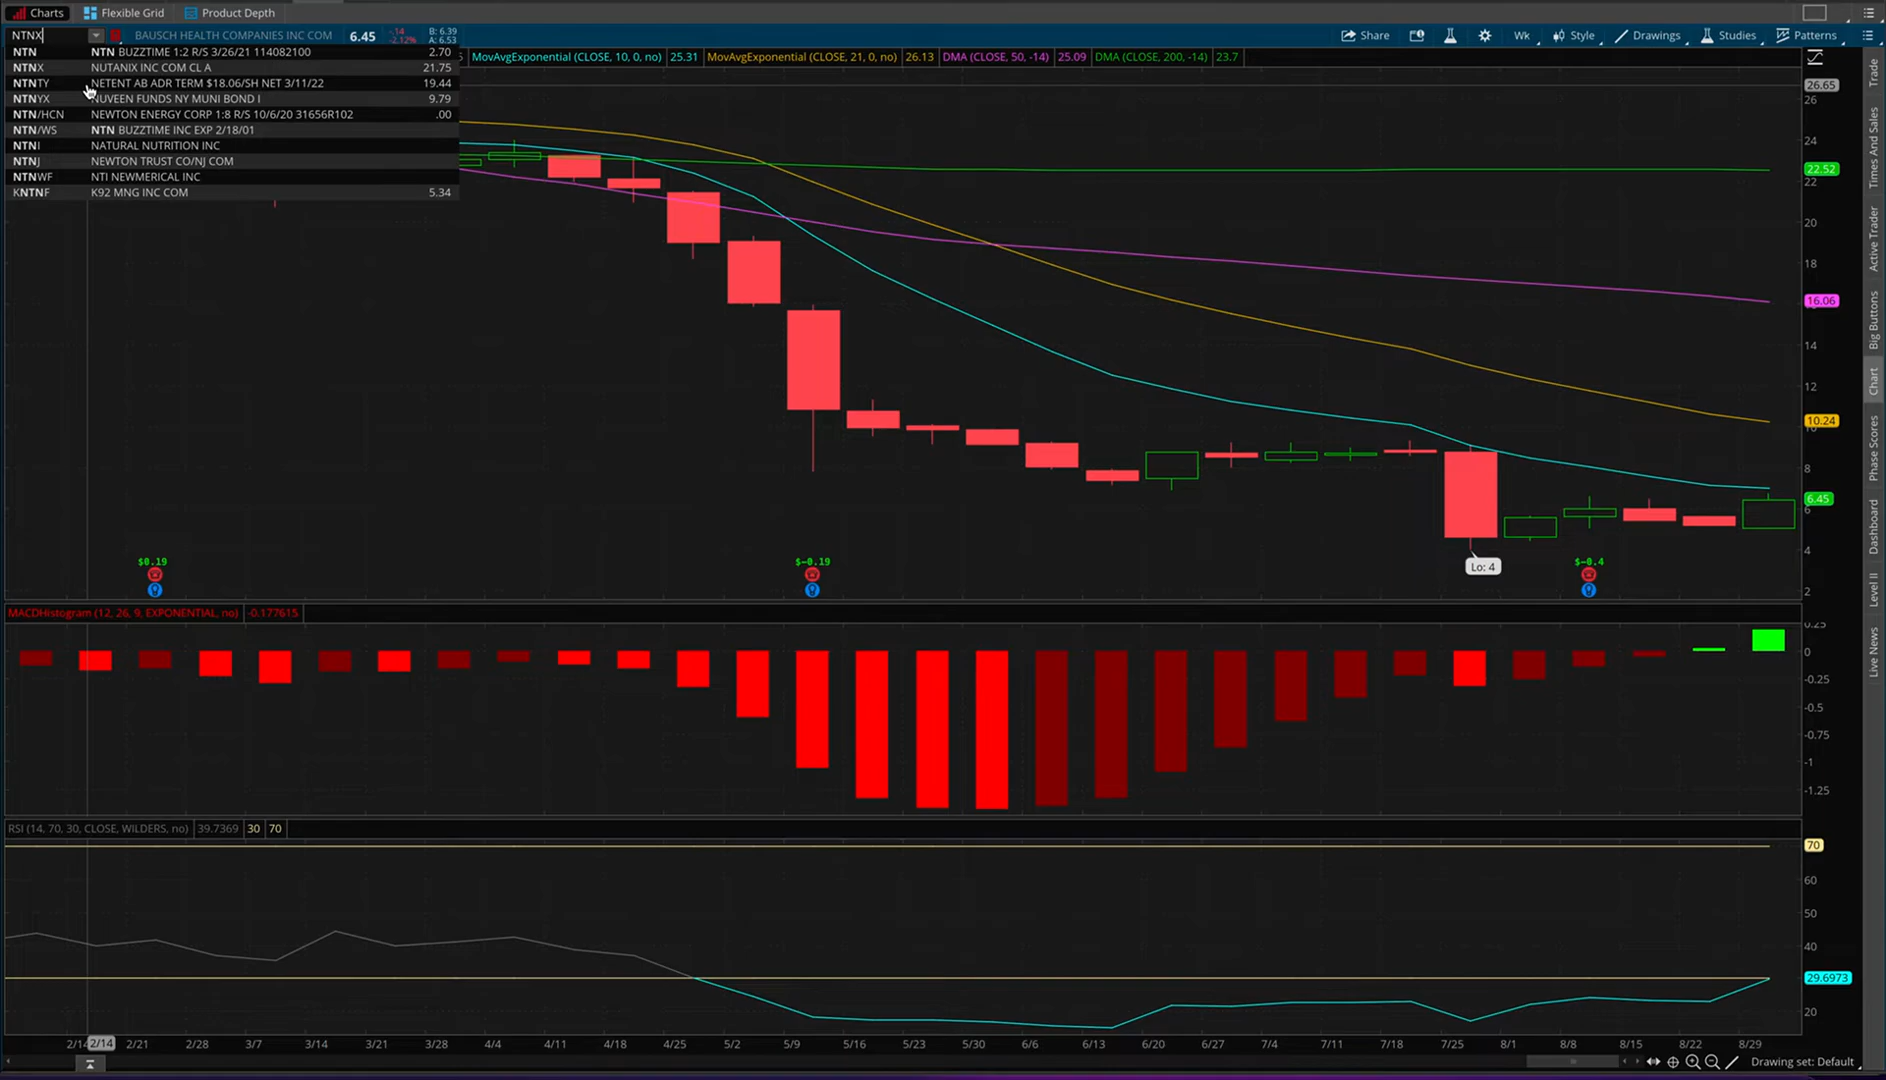 Charts Flexible Grid Product Depth
NTNX BAUSCH HEALTH COMPANIES INC COM 6.45 -.14 -2.12% B: 6.39 A: 6.53 Share Wk Style Drawings Studies Patterns
NTN NTN BUZZTIME 1:2 R/S 3/26/21 114082100 2.70
NTNX NUTANIX INC COM CL A 21.75
NTNTY NETENT AB ADR TERM $18.06/SH NET 3/11/22 19.44
NTNYX NUVEEN FUNDS NY MUNI BOND I 9.79
NTN/HCN NEWTON ENERGY CORP 1:8 R/S 10/6/20 31656R102 .00
NTN/WS NTN BUZZTIME INC EXP 2/18/01
NTNI NATURAL NUTRITION INC
NTNJ NEWTON TRUST CO/NJ COM
NTNWF NTI NEWMERICAL INC
KNTNF K92 MNG INC COM 5.34
MovAvgExponential (CLOSE, 10, 0, no) 25.31 MovAvgExponential (CLOSE, 21, 0, no) 26.13 DMA (CLOSE, 50, -14) 25.09 DMA (CLOSE, 200, -14) 23.7
26.65
26
24
22.52
22
20
18
16.06
14
12
10.24
8
6.45
6
4
2
$0.19 $-0.19 $-0.4
Lo: 4
MACDHistogram (12, 26, 9, EXPONENTIAL, no) -0.177615
0.25
0
-0.25
-0.5
-0.75
-1
-1.25
RSI (14, 70, 30, CLOSE, WILDERS, no) 39.7369 30 70
70
60
50
40
29.6973
20
2/14 2/14 2/21 2/28 3/7 3/14 3/21 3/28 4/4 4/11 4/18 4/25 5/2 5/9 5/16 5/23 5/30 6/6 6/13 6/20 6/27 7/4 7/11 7/18 7/25 8/1 8/8 8/15 8/22 8/29
Drawing set: Default
Trade
Times And Sales
Active Trader
Big Buttons
Chart
Phase Scores
Dashboard
Level II
Live News